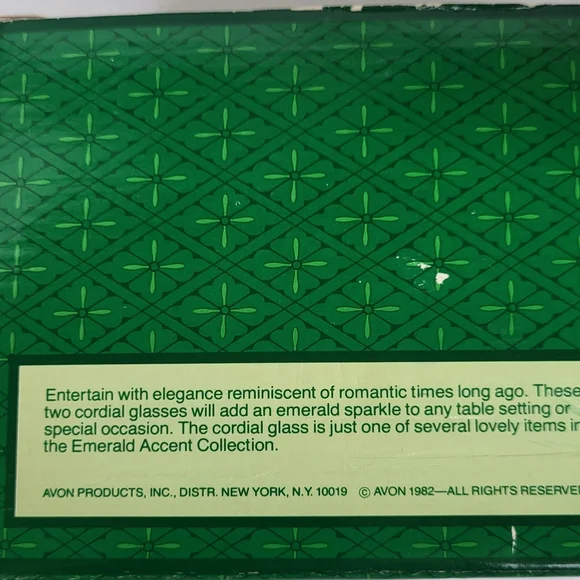 Entertain with elegance reminiscent of romantic times long ago. These
two cordial glasses will add an emerald sparkle to any table setting or
special occasion. The cordial glass is just one of several lovely items in
the Emerald Accent Collection.
AVON PRODUCTS, INC., DISTR. NEW YORK, N.Y. 10019 © AVON 1982—ALL RIGHTS RESERVE